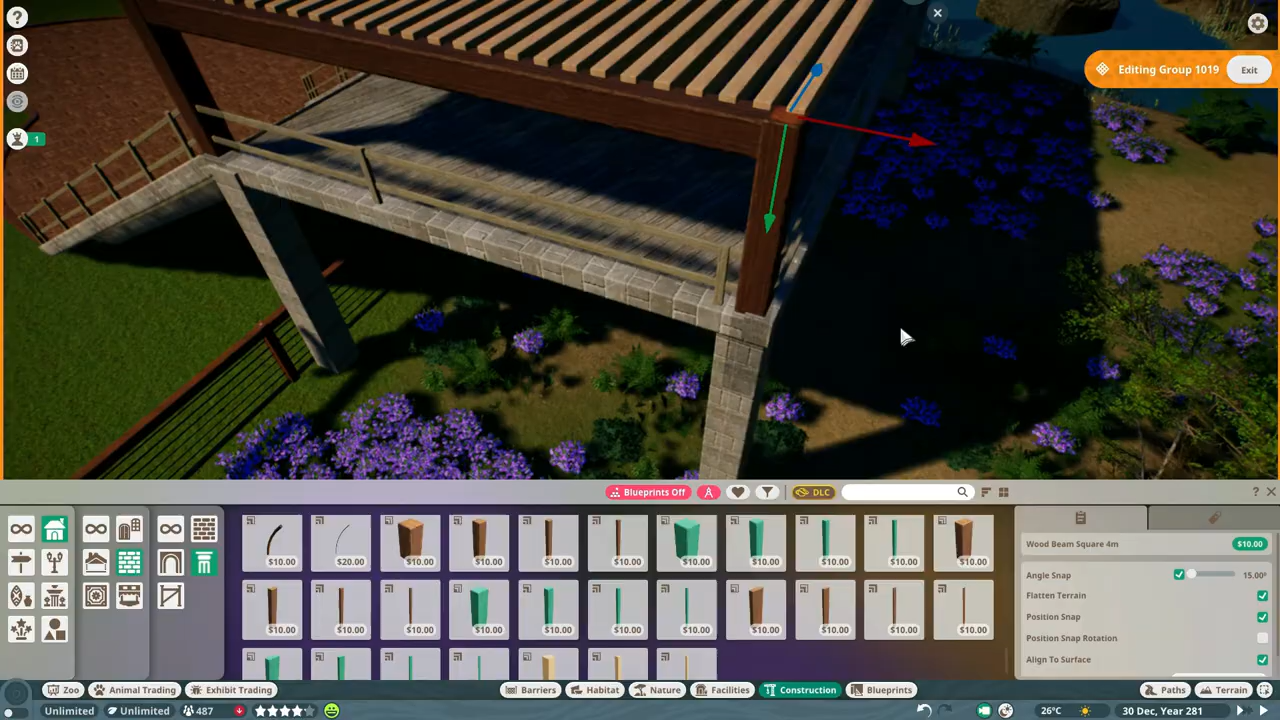 ?
Editing Group 1019 Exit
1
Blueprints Off DLC
?
$10.00 $20.00 $10.00 $10.00 $10.00 $10.00 $10.00 $10.00 $10.00 $10.00 $10.00
$10.00 $10.00 $10.00 $10.00 $10.00 $10.00 $10.00 $10.00 $10.00 $10.00 $10.00
Wood Beam Square 4m $10.00
Angle Snap 15.00°
Flatten Terrain
Position Snap
Position Snap Rotation
Align To Surface
Zoo Animal Trading Exhibit Trading Barriers Habitat Nature Facilities Construction Blueprints Paths Terrain
Unlimited Unlimited 487 26°C 30 Dec, Year 281